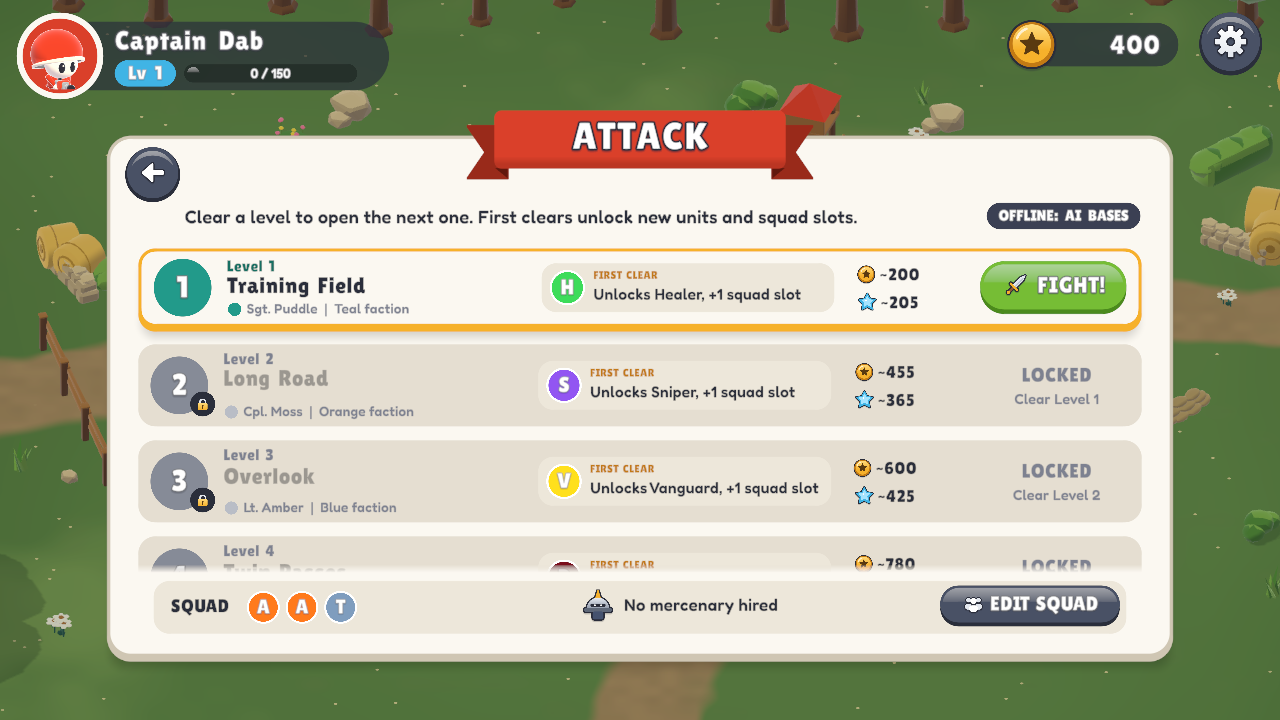 Captain Dab
Lv 1
0 / 150
400
ATTACK
Clear a level to open the next one. First clears unlock new units and squad slots.
OFFLINE: AI BASES
1
Level 1
Training Field
Sgt. Puddle | Teal faction
H
FIRST CLEAR
Unlocks Healer, +1 squad slot
~200
~205
FIGHT!
2
Level 2
Long Road
Cpl. Moss | Orange faction
S
FIRST CLEAR
Unlocks Sniper, +1 squad slot
~455
~365
LOCKED
Clear Level 1
3
Level 3
Overlook
Lt. Amber | Blue faction
V
FIRST CLEAR
Unlocks Vanguard, +1 squad slot
~600
~425
LOCKED
Clear Level 2
Level 4
FIRST CLEAR
~780
LOCKED
SQUAD
A
A
T
No mercenary hired
EDIT SQUAD